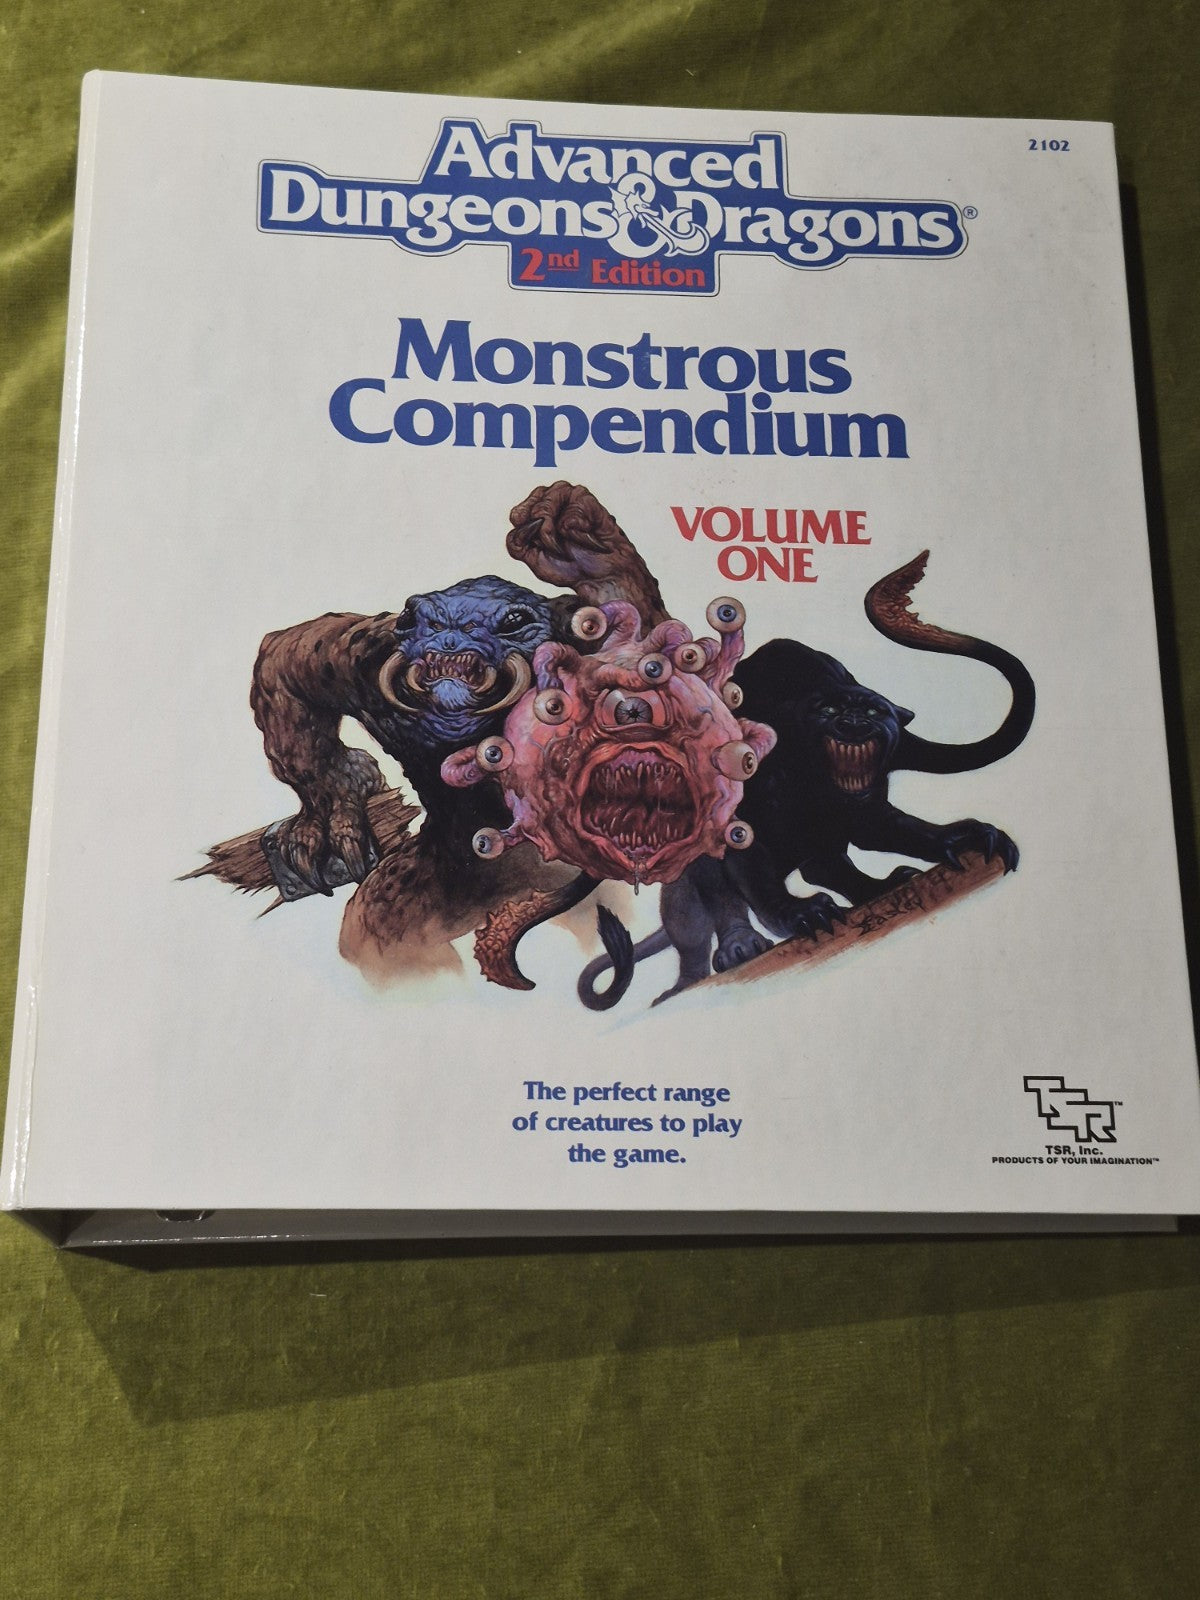 2102
Advanced
Dungeons & Dragons®
2nd Edition
Monstrous
Compendium
VOLUME
ONE
The perfect range
of creatures to play
the game.
TSR™
TSR, Inc.
PRODUCTS OF YOUR IMAGINATION™